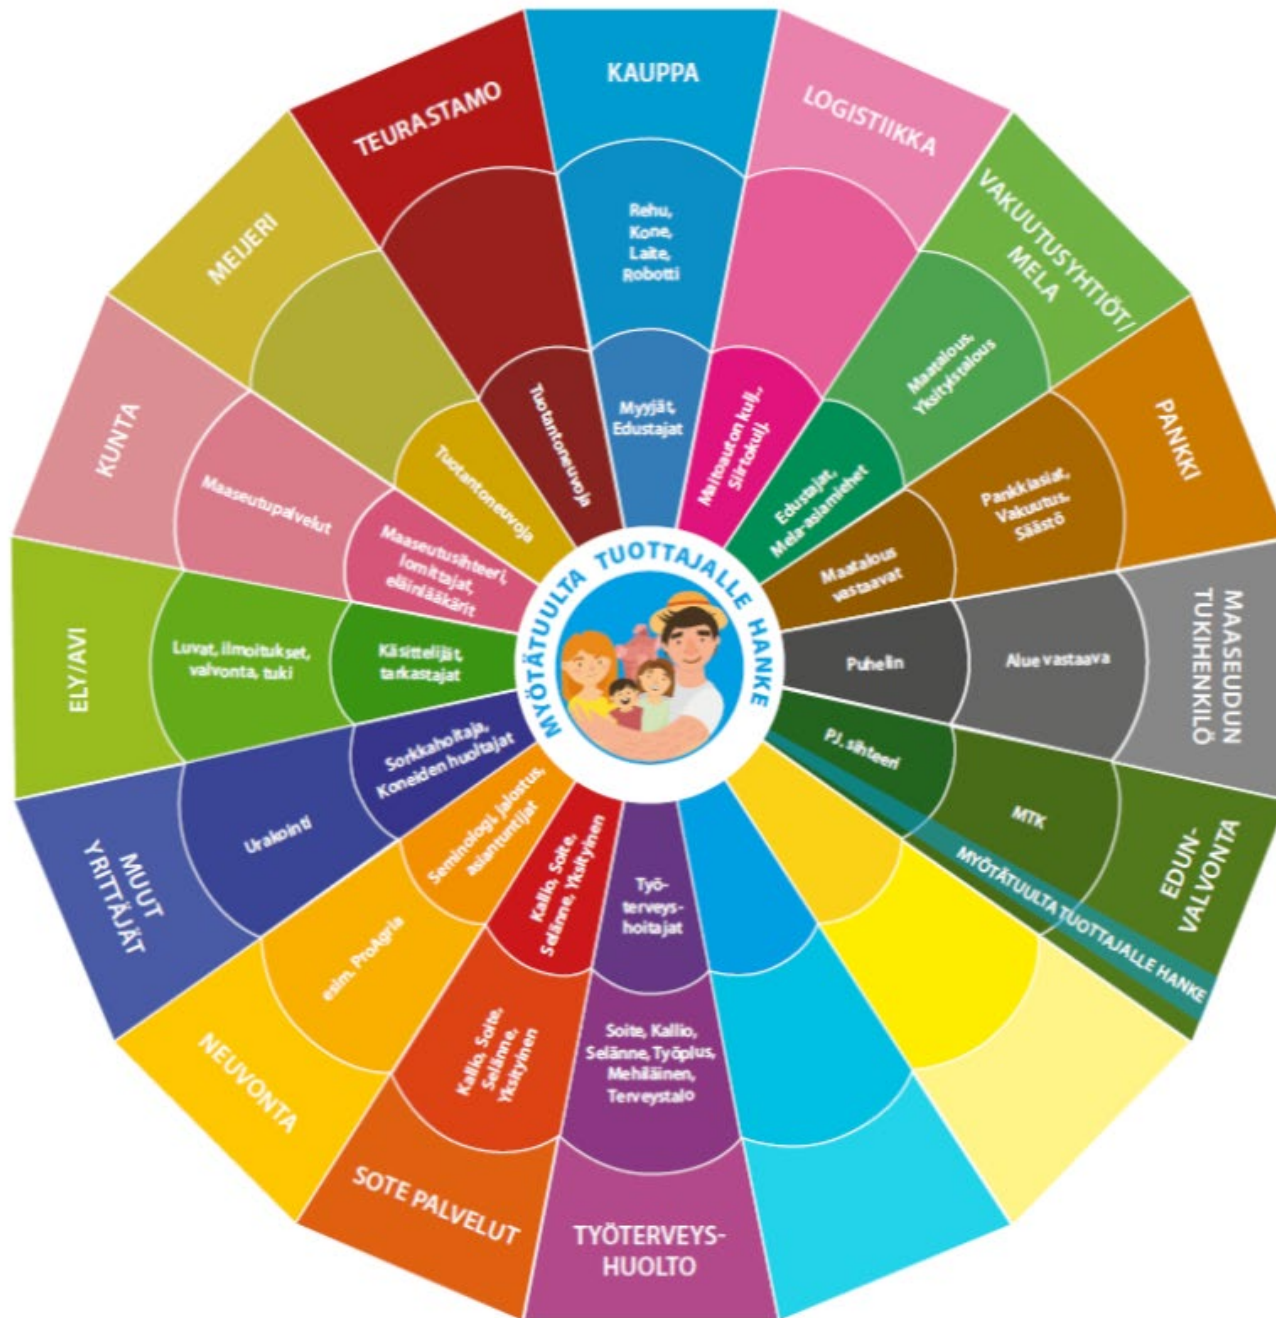 KAUPPA
Rehu,
Kone,
Laite,
Robotti
Myyjät,
Edustajat
LOGISTIIKKA
Maitoauton kulj.,
Siirtokulj.
VAKUUTUSYHTIÖT/
MELA
Maatalous,
Yksityistalous
Edustajat,
Mela-asiamiehet
PANKKI
Pankkiasiat,
Vakuutus,
Säästö
Maatalous
vastaavat
MAASEUDUN
TUKIHENKILÖ
Alue vastaava
Puhelin
EDUN-
VALVONTA
MTK
PJ. sihteeri
MYÖTÄTUULTA TUOTTAJALLE HANKE
TYÖTERVEYS-
HUOLTO
Soite, Kallio,
Selänne, Työplus,
Mehiläinen,
Terveystalo
Työ-
terveys-
hoitajat
SOTE PALVELUT
Kallio, Soite,
Selänne,
Yksityinen
Kallio, Soite,
Selänne, Yksityinen
NEUVONTA
esim. ProAgria
Seminologi, jalostus,
asiantuntijat
MUUT
YRITTÄJÄT
Urakointi
Sorkkahoitaja,
Koneiden huoltajat
ELY/AVI
Luvat, ilmoitukset,
valvonta, tuki
Käsittelijät,
tarkastajat
KUNTA
Maaseutupalvelut
Maaseutusihteeri,
lomittajat,
eläinlääkärit
MEIJERI
Tuotantoneuvoja
TEURASTAMO
Tuotantoneuvoja
MYÖTÄTUULTA TUOTTAJALLE HANKE